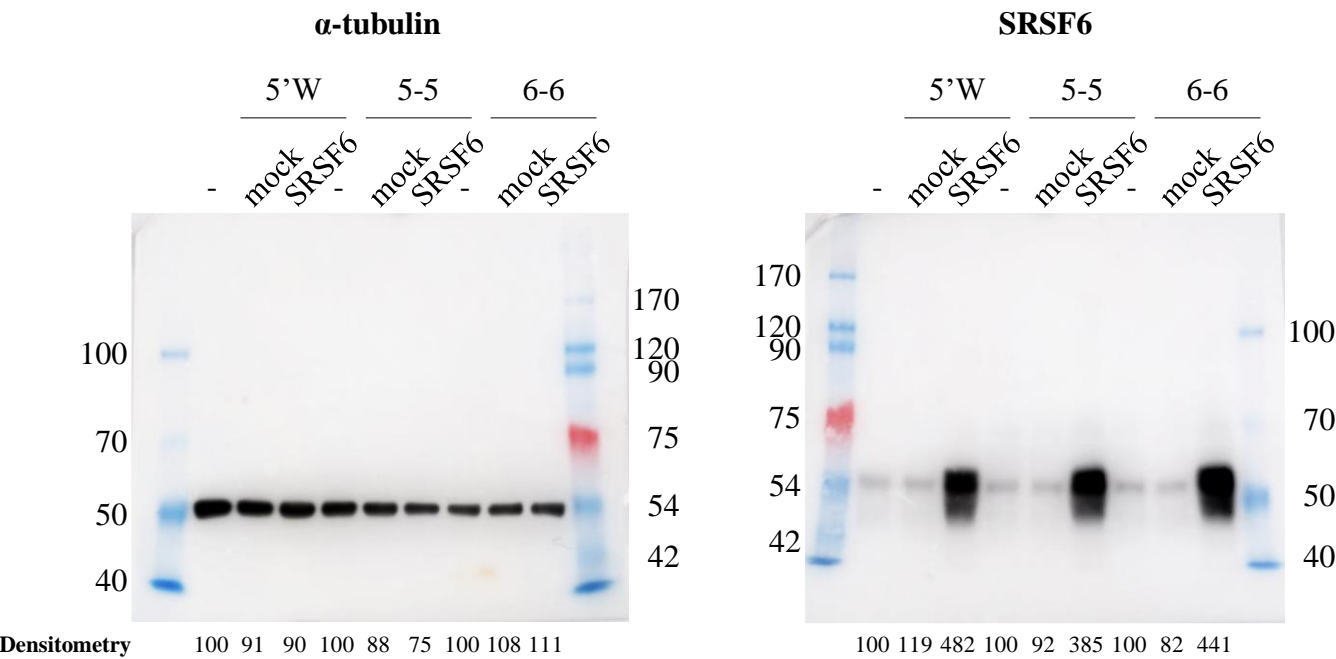 α-tubulin SRSF6
5’W 5-5 6-6 5’W 5-5 6-6
- mock SRSF6 - mock SRSF6 - mock SRSF6 - mock SRSF6 - mock SRSF6 - mock SRSF6
170 170
100 120 120 100
90 90
70 75 75 70
50 54 54 50
40 42 42 40
Densitometry 100 91 90 100 88 75 100 108 111 100 119 482 100 92 385 100 82 441